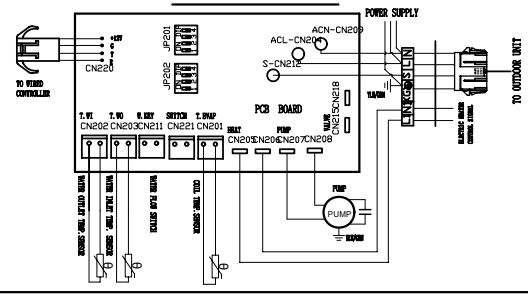 POWER SUPPLY
ACN-CN209
ACL-CN204
S-CN212
+12V
G
T
CN220
JP201
JP202
TO WIRED
CONTROLLER
PCB BOARD
CN218
CN215
VALVE
YLK/GRN
TO OUTDOOR UNIT
ELECTRIC HEATER
CONTROL SIGNAL
T.WI
T.WO
W.KEY
SWITCH
T.EVAP
CN202
CN203
CN211
CN221
CN201
HEAT
PUMP
CN205
CN206
CN207
CN208
WATER OUTLET TEMP. SENSOR
WATER INLET TEMP. SENSOR
WATER FLOW SWITCH
COIL TEMP.SENSOR
PUMP
PUMP